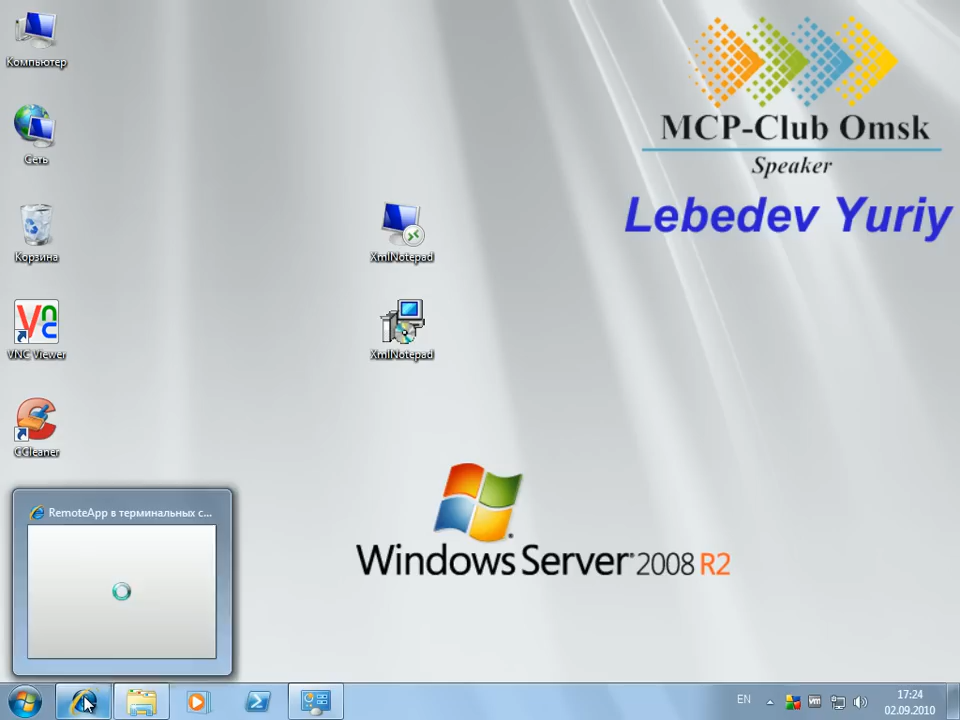 Компьютер
Сеть
Корзина
VNC Viewer
CCleaner
XmlNotepad
XmlNotepad
MCP-Club Omsk
Speaker
Lebedev Yuriy
Windows Server 2008 R2
RemoteApp в терминальных с...
EN
17:24
02.09.2010